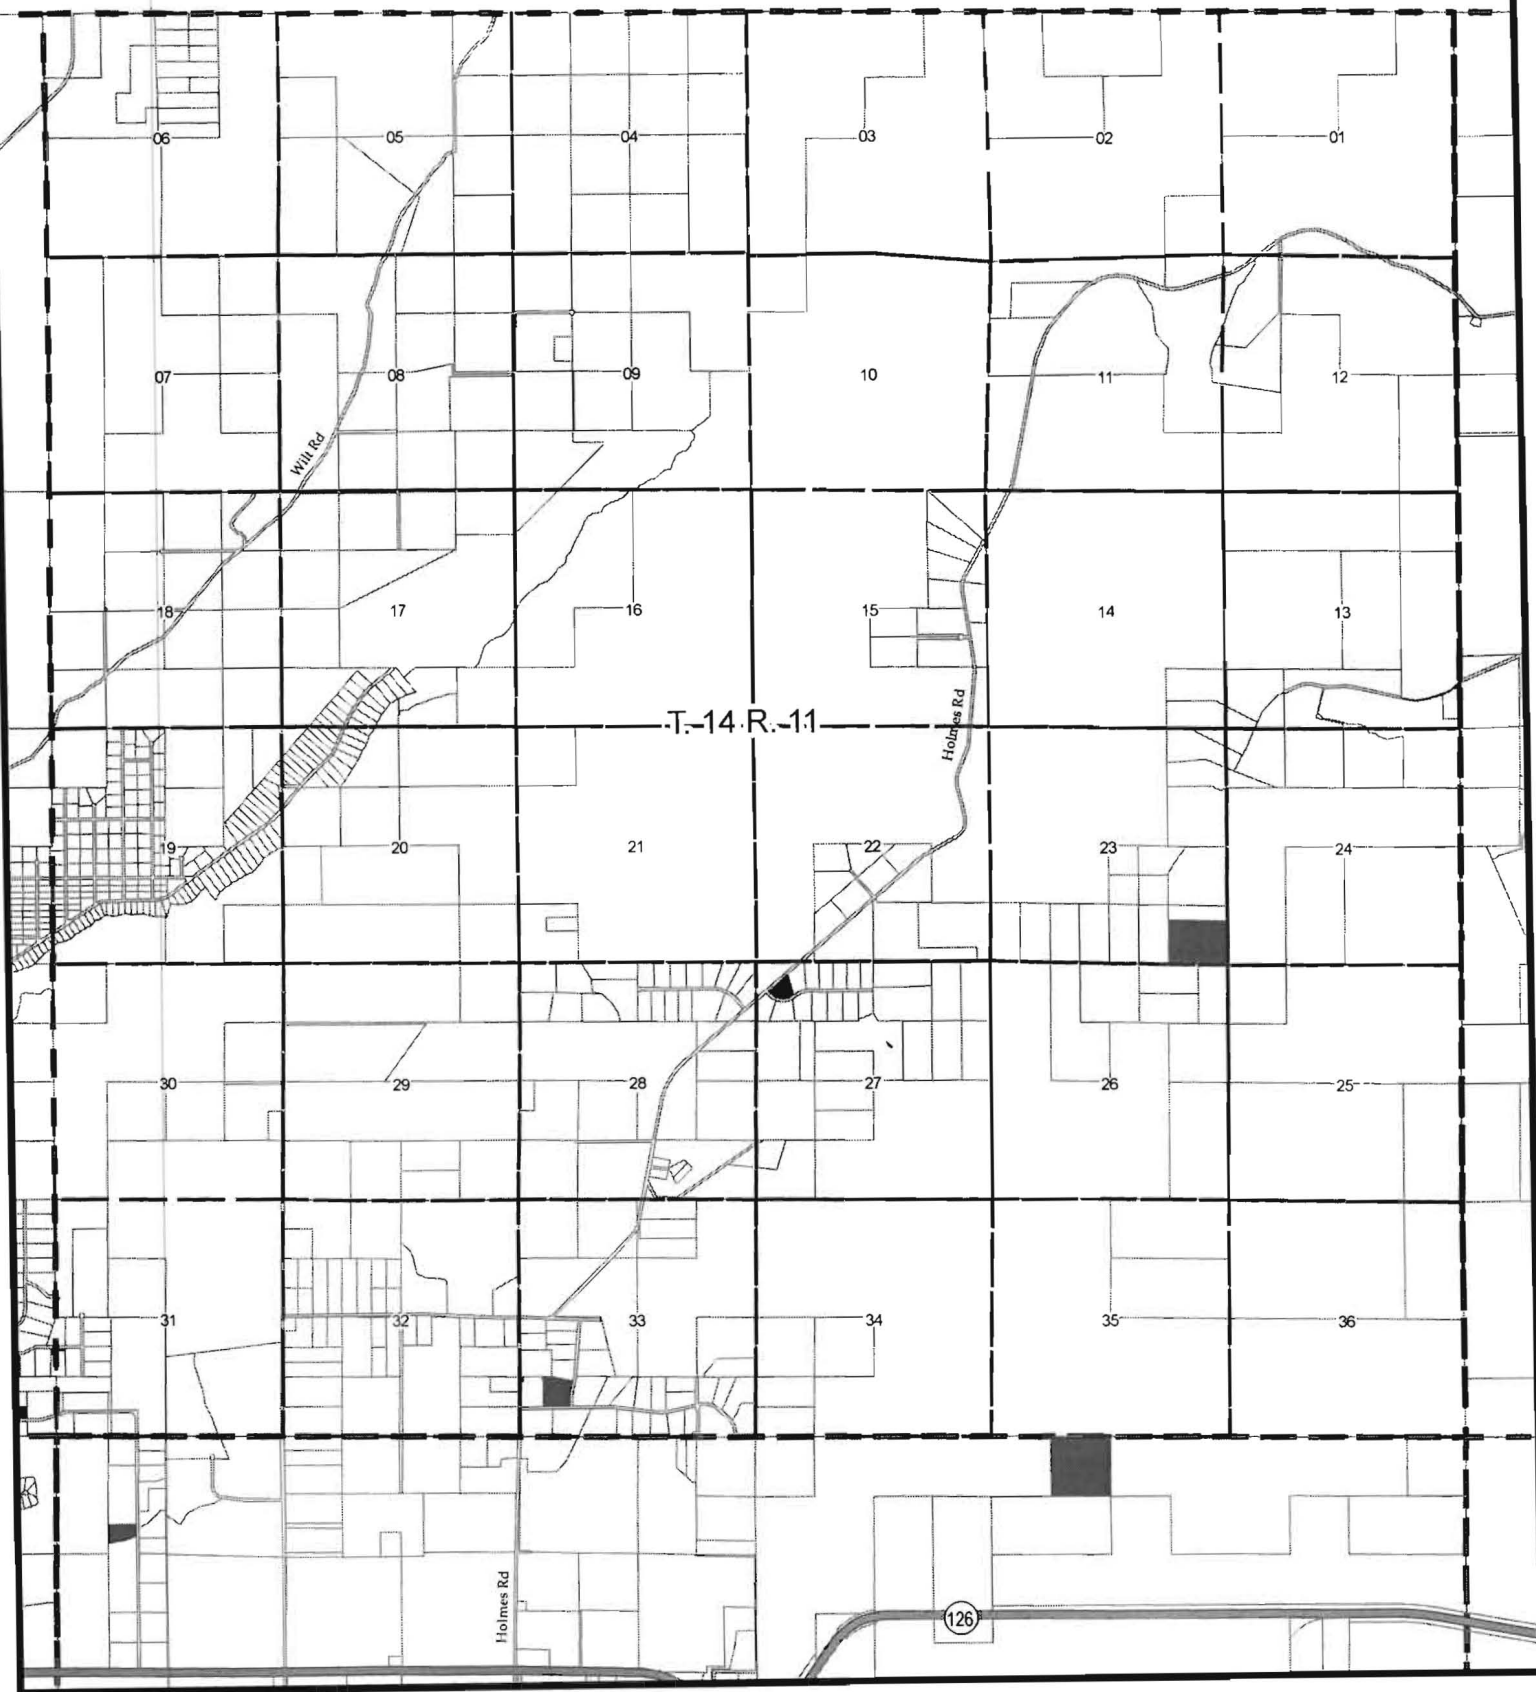 06 05 04 03 02 01
07 08 09 10 11 12
Wilt Rd
18 17 16 15 14 13
Holmes Rd
T. 14 R. 11
19 20 21 22 23 24
30 29 28 27 26 25
31 32 33 34 35 36
Holmes Rd
126